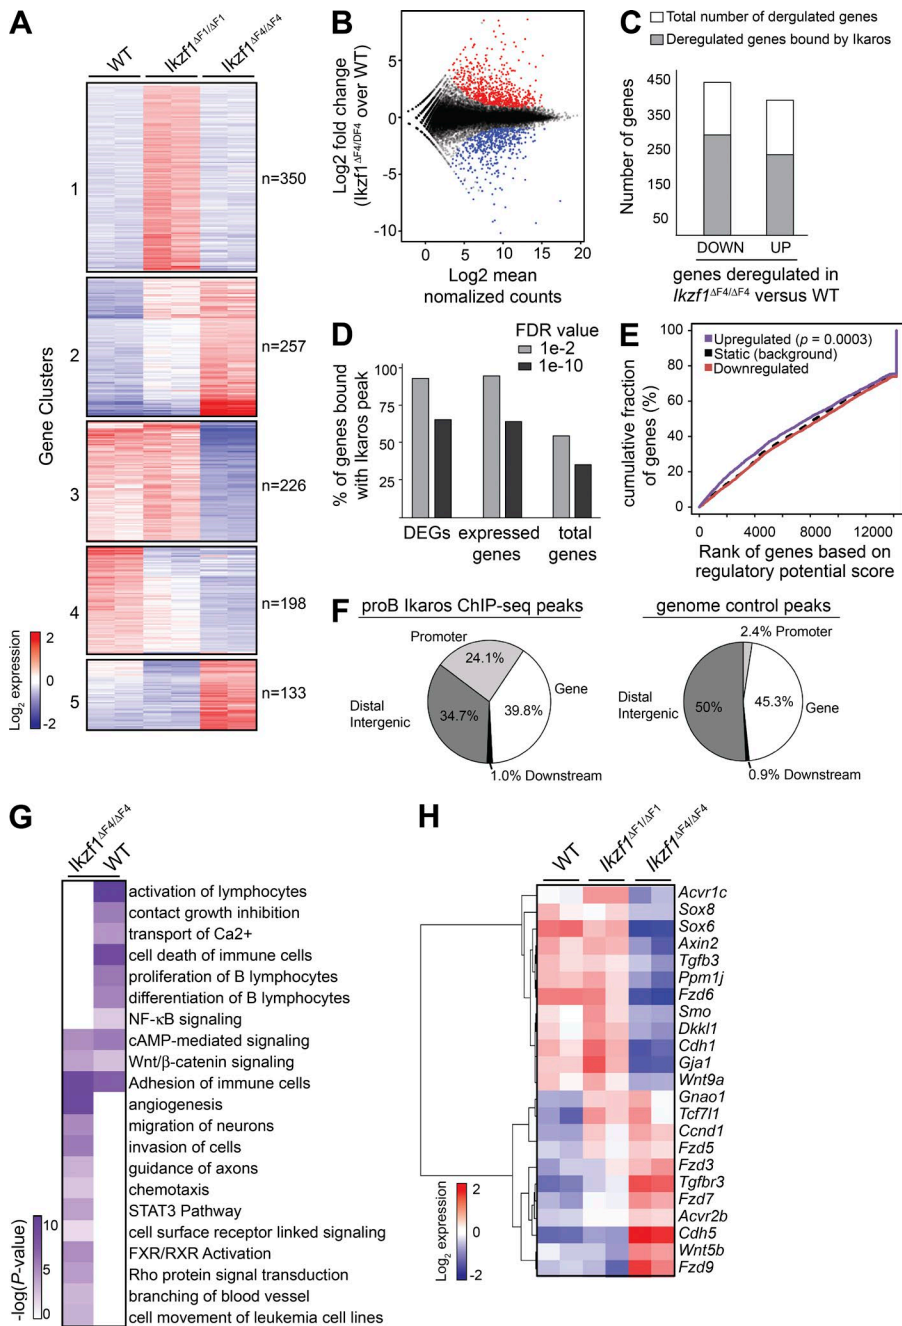 A
WT
Ikzf1ΔF1/ΔF1
Ikzf1ΔF4/ΔF4
Gene Clusters
1
n=350
2
n=257
3
n=226
4
n=198
5
n=133
Log2 expression
2
0
-2
B
Log2 fold change
(Ikzf1ΔF4/DF4 over WT)
5
0
-5
-10
0
5
10
15
20
Log2 mean
nomalized counts
C
Total number of dergulated genes
Deregulated genes bound by Ikaros
Number of genes
450
350
250
150
50
DOWN
UP
genes deregulated in
Ikzf1ΔF4/ΔF4 versus WT
D
FDR value
1e-2
1e-10
% of genes bound
with Ikaros peak
100
75
50
25
0
DEGs
expressed
genes
total
genes
E
Upregulated (p = 0.0003)
Static (background)
Downregulated
cumulative fraction
of genes (%)
100
80
60
40
20
0
0
4000
8000
12000
Rank of genes based on
regulatory potential score
F
proB Ikaros ChIP-seq peaks
Promoter
24.1%
Gene
39.8%
Distal
Intergenic
34.7%
1.0% Downstream
genome control peaks
2.4% Promoter
Distal
Intergenic
50%
45.3%
Gene
0.9% Downstream
G
Ikzf1ΔF4/ΔF4
WT
activation of lymphocytes
contact growth inhibition
transport of Ca2+
cell death of immune cells
proliferation of B lymphocytes
differentiation of B lymphocytes
NF-κB signaling
cAMP-mediated signaling
Wnt/β-catenin signaling
Adhesion of immune cells
angiogenesis
migration of neurons
invasion of cells
guidance of axons
chemotaxis
STAT3 Pathway
cell surface receptor linked signaling
FXR/RXR Activation
Rho protein signal transduction
branching of blood vessel
cell movement of leukemia cell lines
-log(P-value)
10
5
0
H
WT
Ikzf1ΔF1/ΔF1
Ikzf1ΔF4/ΔF4
Acvr1c
Sox8
Sox6
Axin2
Tgfb3
Ppm1j
Fzd6
Smo
Dkkl1
Cdh1
Gja1
Wnt9a
Gnao1
Tcf7l1
Ccnd1
Fzd5
Fzd3
Tgfbr3
Fzd7
Acvr2b
Cdh5
Wnt5b
Fzd9
Log2 expression
2
0
-2